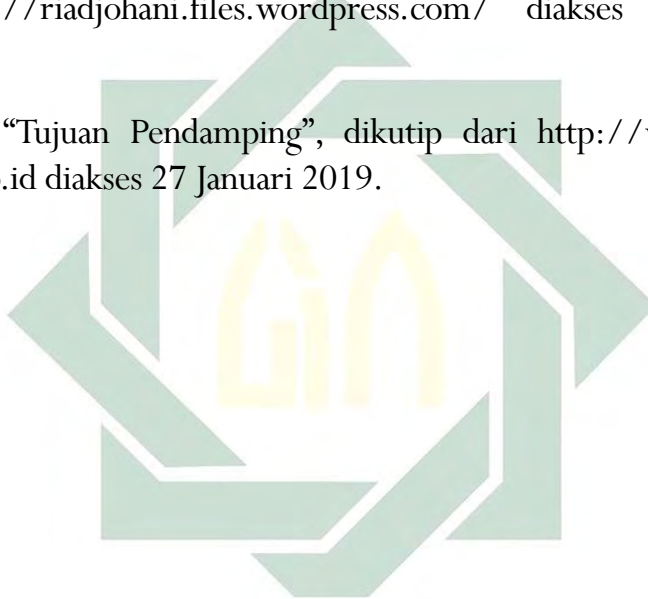 //riadjohani.files.wordpress.com/ diakses
“Tujuan Pendamping”, dikutip dari http://
.id diakses 27 Januari 2019.